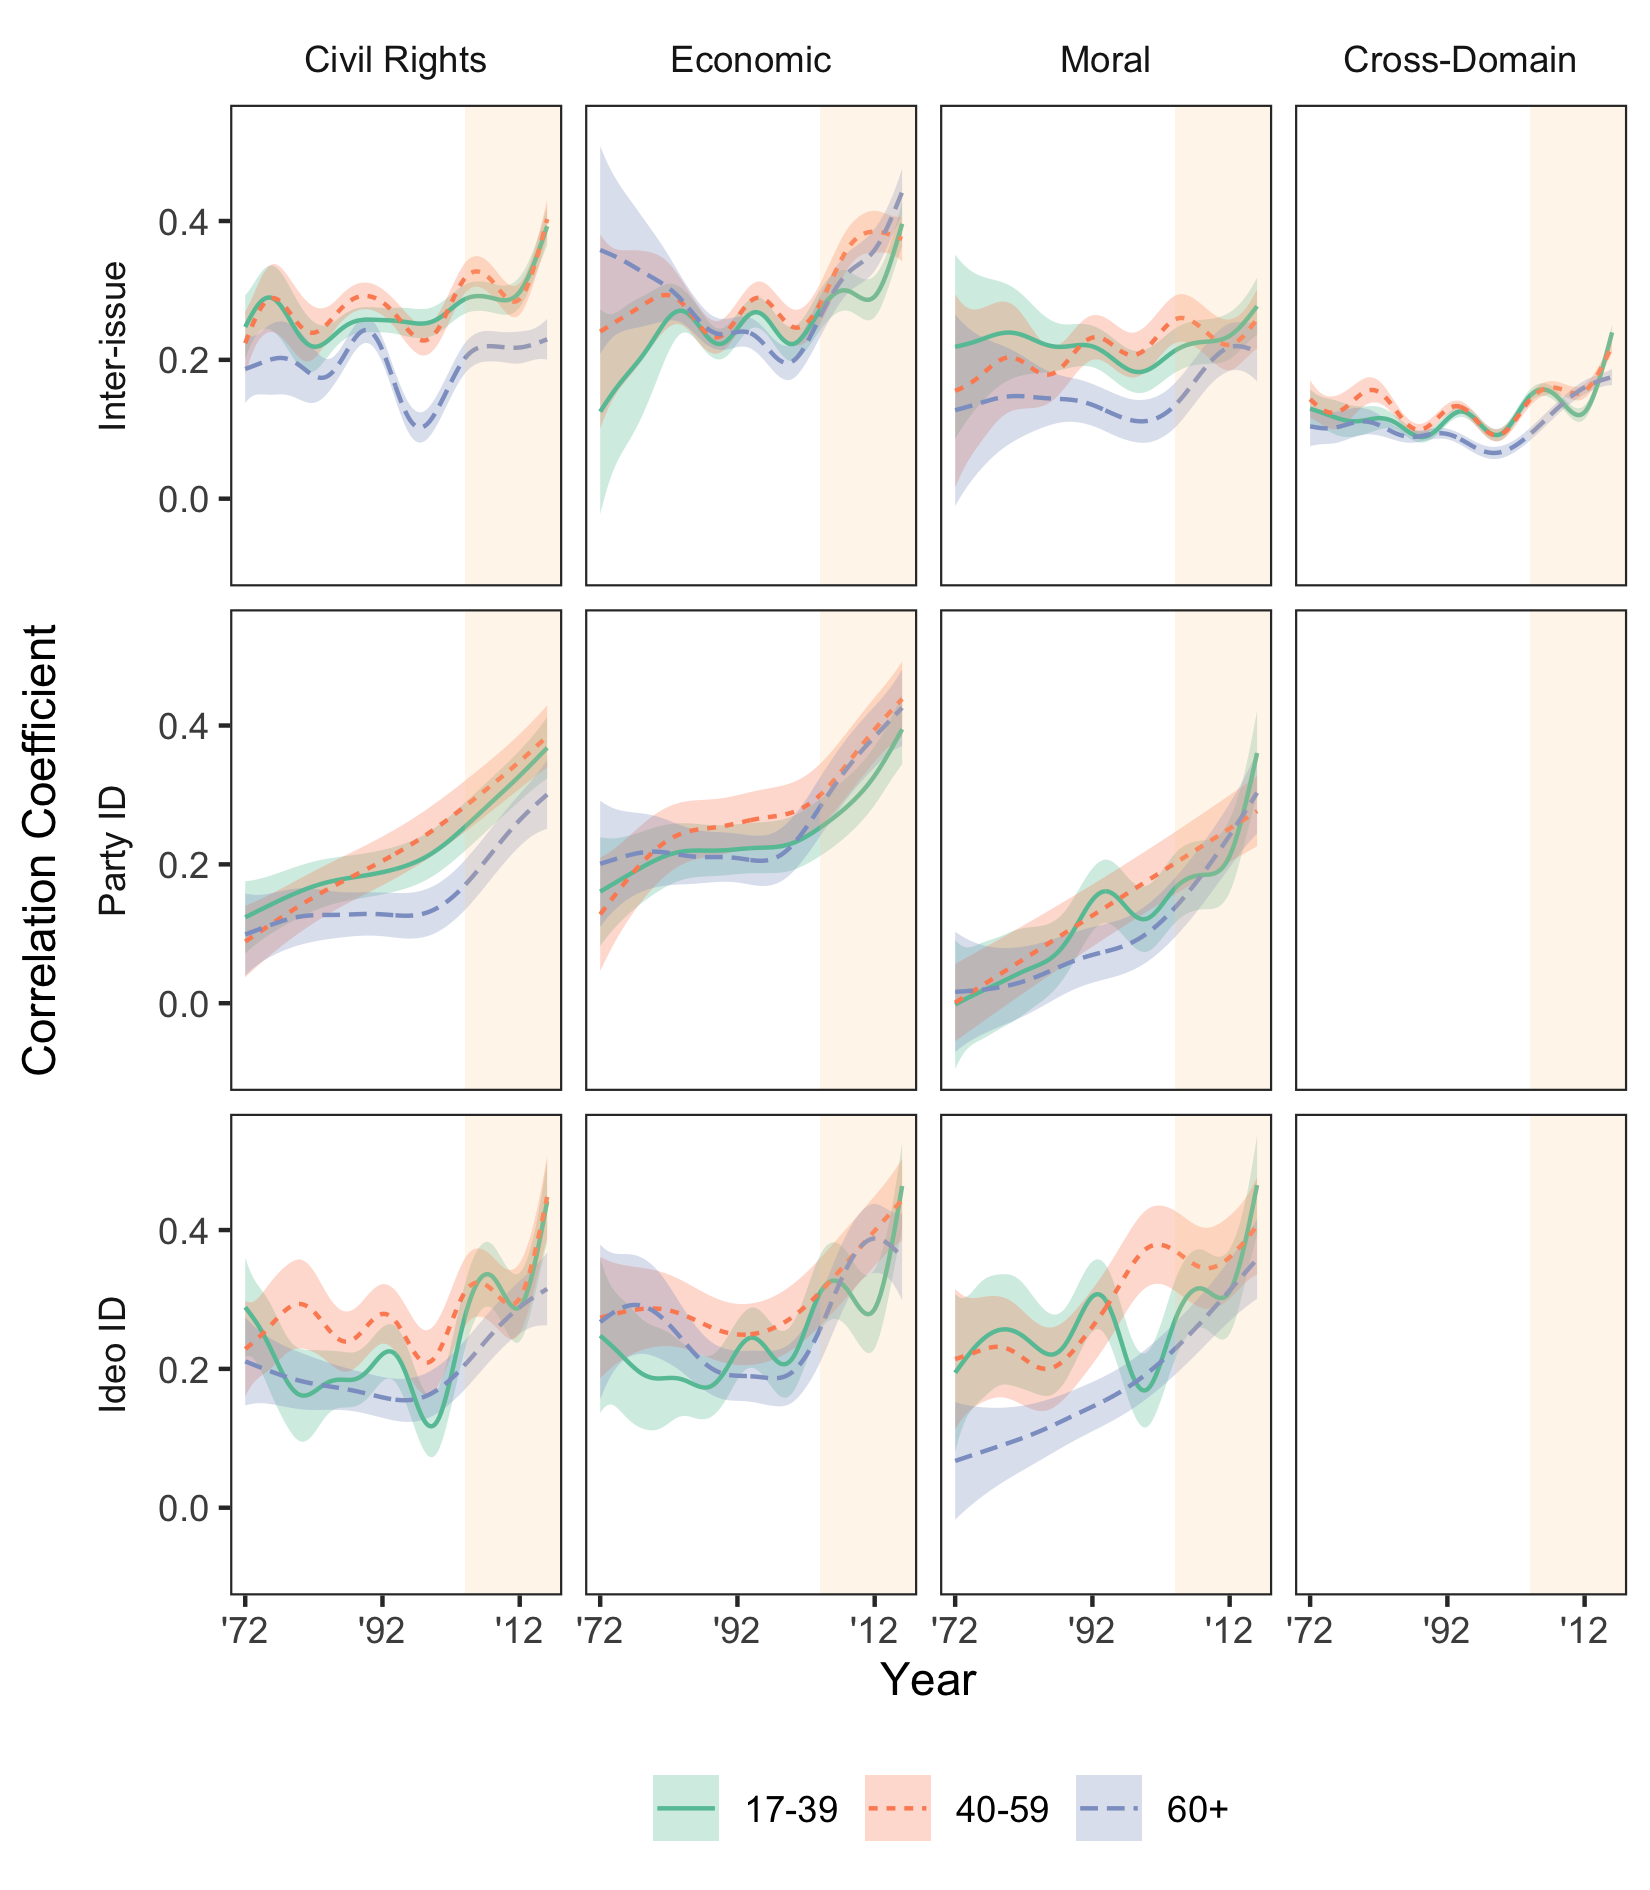 Civil Rights
Economic
Moral
Cross-Domain
Correlation Coefficient
Inter-issue
0.4
0.2
0.0
Party ID
0.4
0.2
0.0
Ideo ID
0.4
0.2
0.0
'72 '92 '12
'72 '92 '12
'72 '92 '12
'72 '92 '12
Year
17-39
40-59
60+